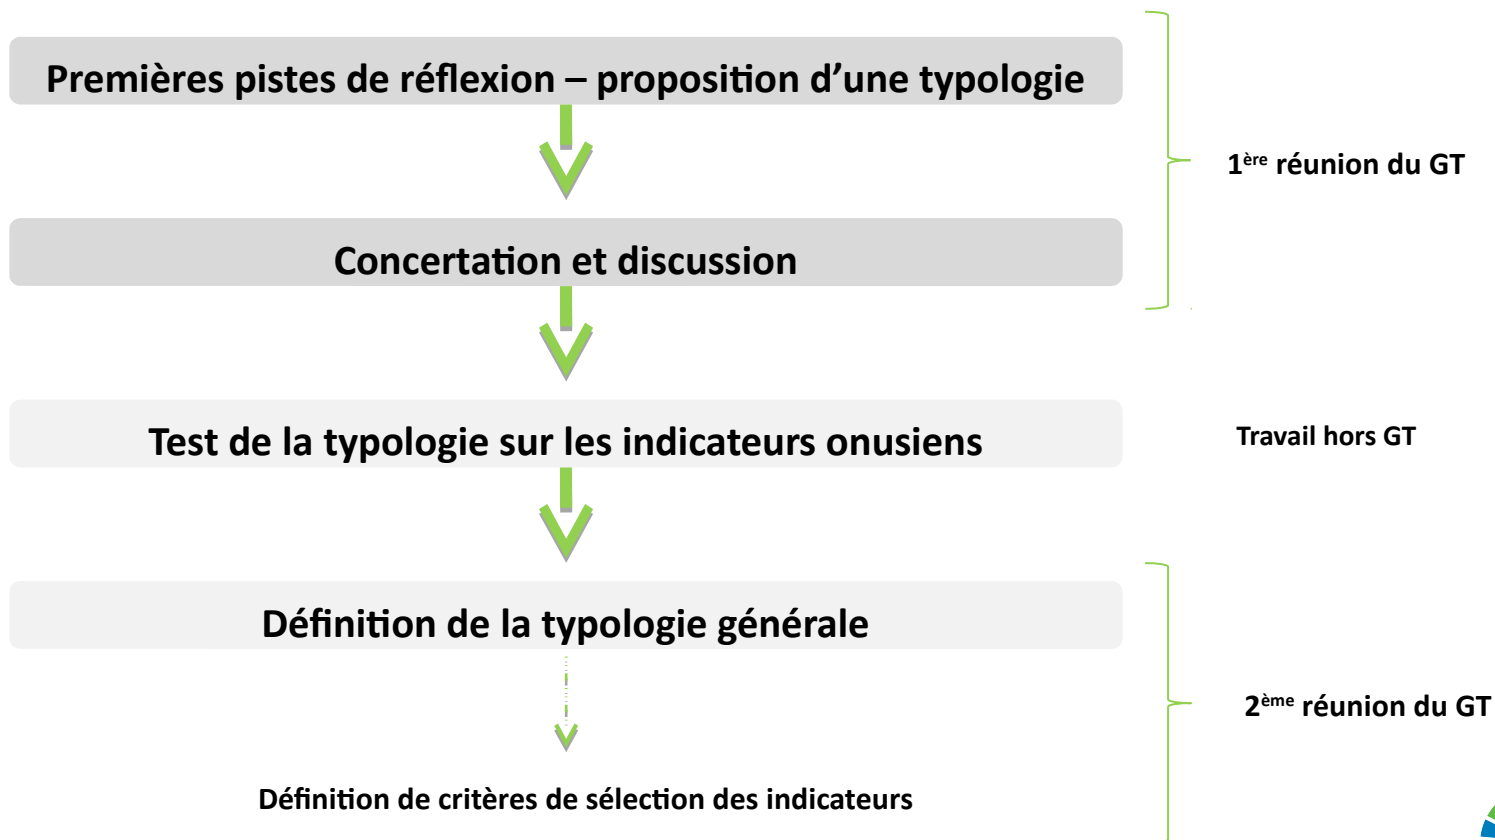 Premières pistes de réflexion – proposition d’une typologie
1ère réunion du GT
Concertation et discussion
Test de la typologie sur les indicateurs onusiens
Travail hors GT
Définition de la typologie générale
2ème réunion du GT
Définition de critères de sélection des indicateurs